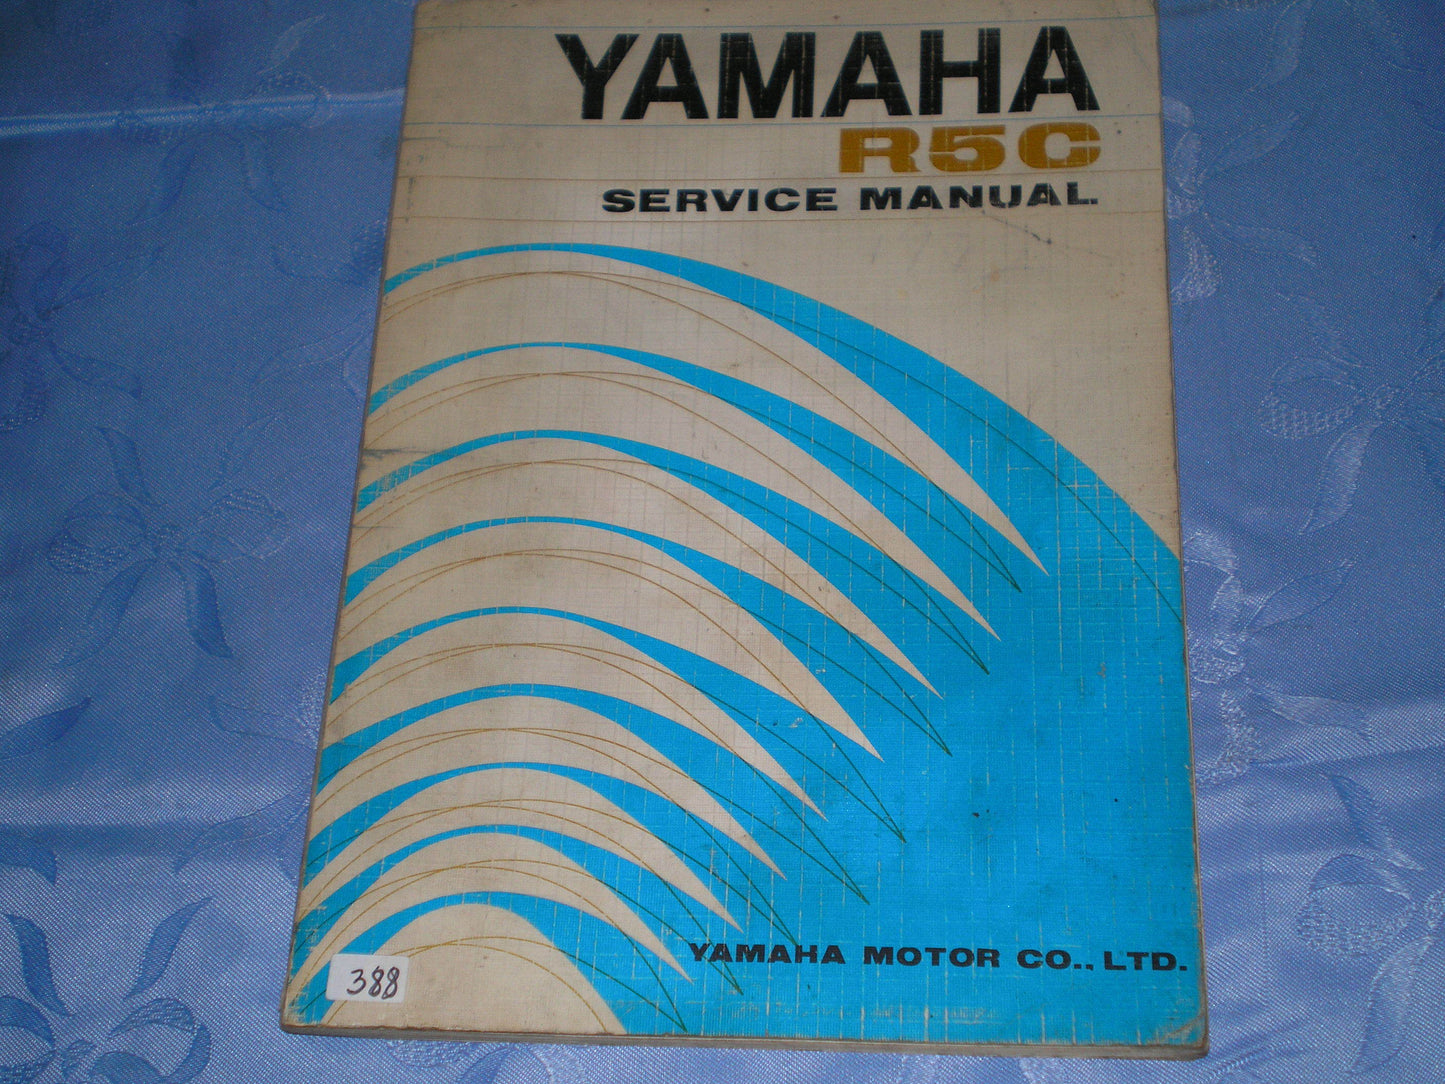 YAMAHA
R5C
SERVICE MANUAL
YAMAHA MOTOR CO., LTD.
388